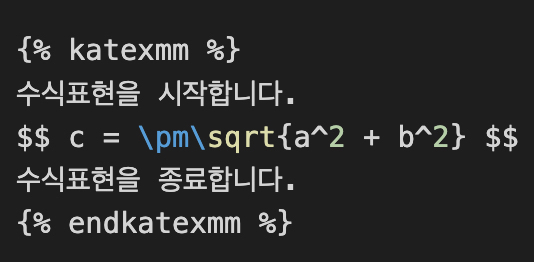 {% katexmm %}
수식표현을 시작합니다.
$$ c = \pm\sqrt{a^2 + b^2} $$
수식표현을 종료합니다.
{% endkatexmm %}